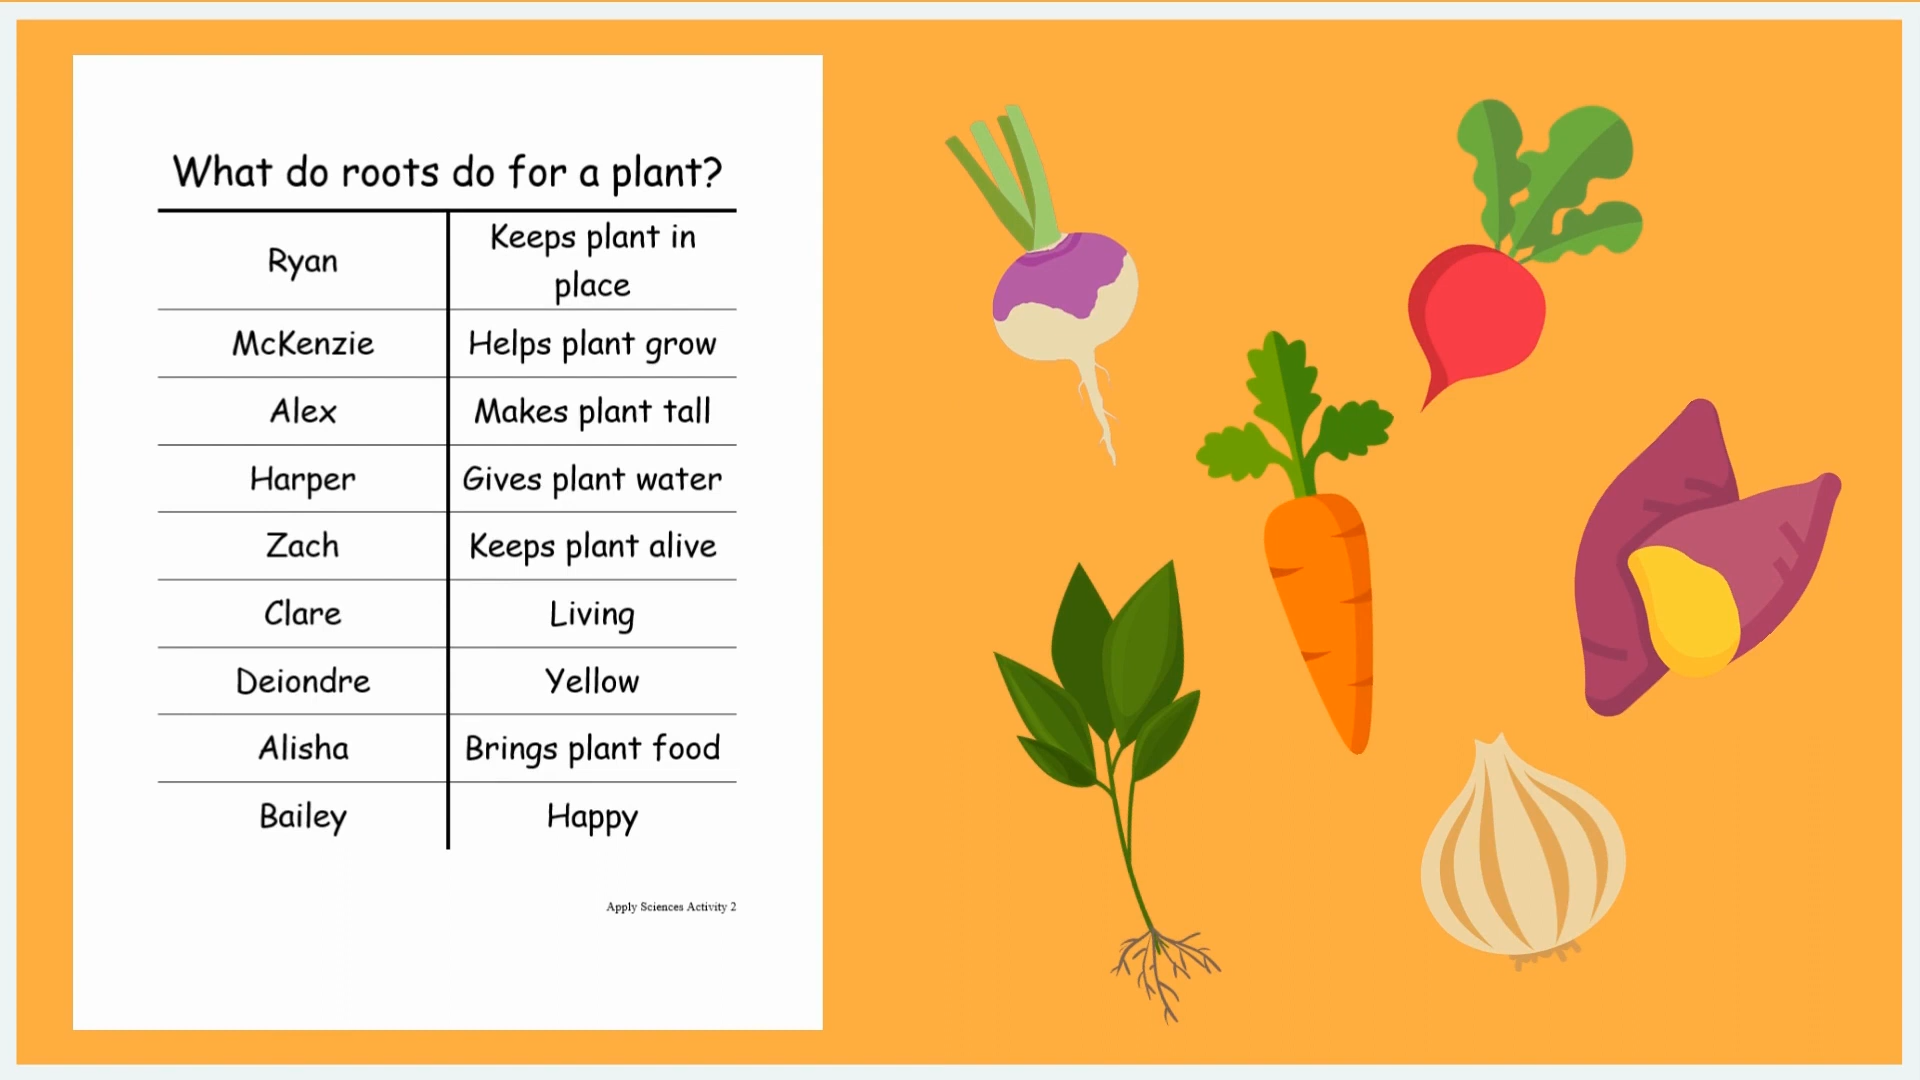 What do roots do for a plant?
Ryan
Keeps plant in
place
McKenzie
Helps plant grow
Alex
Makes plant tall
Harper
Gives plant water
Zach
Keeps plant alive
Clare
Living
Deiondre
Yellow
Alisha
Brings plant food
Bailey
Happy
Apply Sciences Activity 2